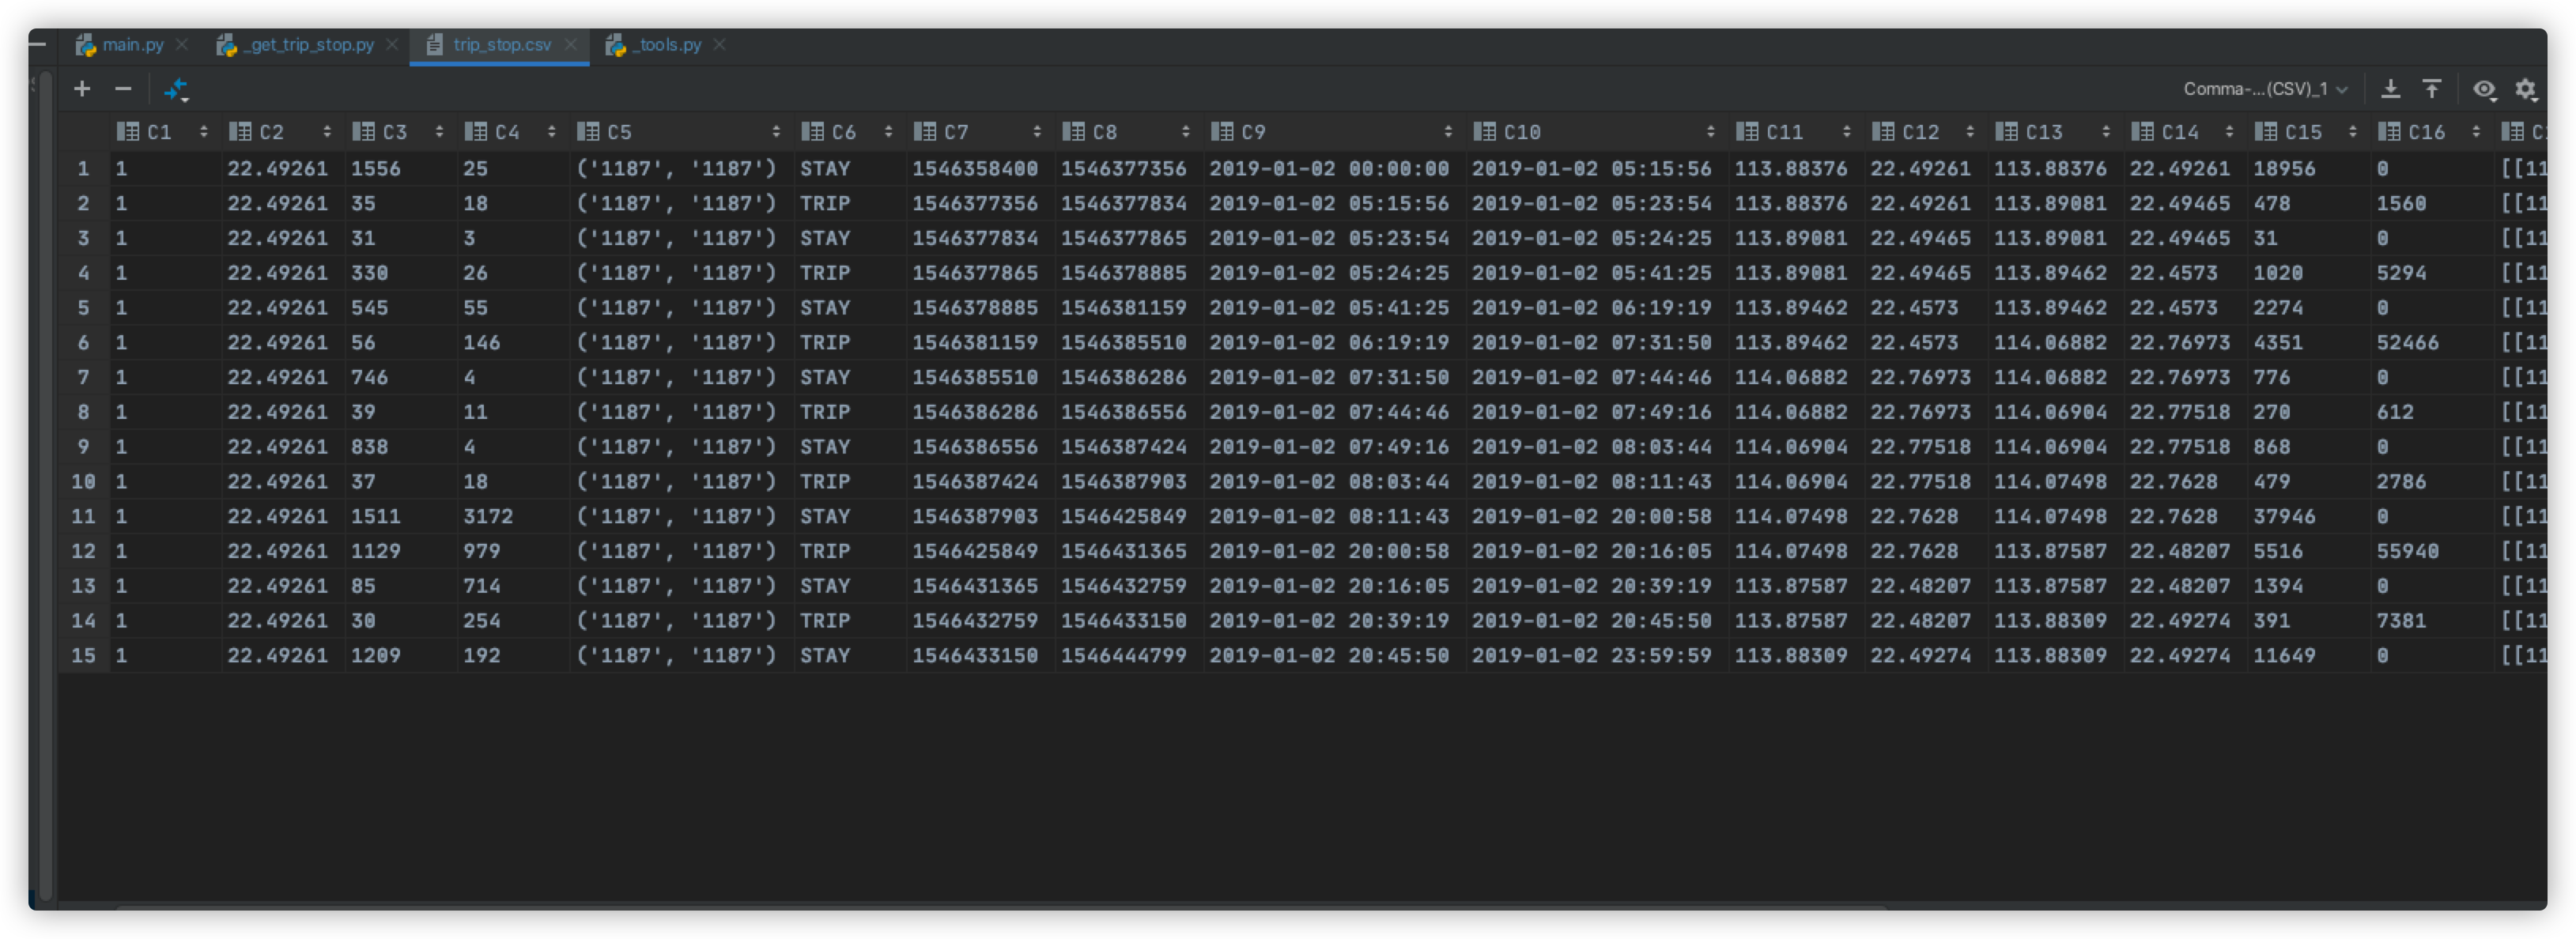 main.py _get_trip_stop.py trip_stop.csv _tools.py
Comma-...(CSV)_1
C1 C2 C3 C4 C5 C6 C7 C8 C9 C10 C11 C12 C13 C14 C15 C16
1 1 22.49261 1556 25 ('1187', '1187') STAY 1546358400 1546377356 2019-01-02 00:00:00 2019-01-02 05:15:56 113.88376 22.49261 113.88376 22.49261 18956 0 [[11
2 1 22.49261 35 18 ('1187', '1187') TRIP 1546377356 1546377834 2019-01-02 05:15:56 2019-01-02 05:23:54 113.88376 22.49261 113.89081 22.49465 478 1560 [[11
3 1 22.49261 31 3 ('1187', '1187') STAY 1546377834 1546377865 2019-01-02 05:23:54 2019-01-02 05:24:25 113.89081 22.49465 113.89081 22.49465 31 0 [[11
4 1 22.49261 330 26 ('1187', '1187') TRIP 1546377865 1546378885 2019-01-02 05:24:25 2019-01-02 05:41:25 113.89081 22.49465 113.89462 22.4573 1020 5294 [[11
5 1 22.49261 545 55 ('1187', '1187') STAY 1546378885 1546381159 2019-01-02 05:41:25 2019-01-02 06:19:19 113.89462 22.4573 113.89462 22.4573 2274 0 [[11
6 1 22.49261 56 146 ('1187', '1187') TRIP 1546381159 1546385510 2019-01-02 06:19:19 2019-01-02 07:31:50 113.89462 22.4573 114.06882 22.76973 4351 52466 [[11
7 1 22.49261 746 4 ('1187', '1187') STAY 1546385510 1546386286 2019-01-02 07:31:50 2019-01-02 07:44:46 114.06882 22.76973 114.06882 22.76973 776 0 [[11
8 1 22.49261 39 11 ('1187', '1187') TRIP 1546386286 1546386556 2019-01-02 07:44:46 2019-01-02 07:49:16 114.06882 22.76973 114.06904 22.77518 270 612 [[11
9 1 22.49261 838 4 ('1187', '1187') STAY 1546386556 1546387424 2019-01-02 07:49:16 2019-01-02 08:03:44 114.06904 22.77518 114.06904 22.77518 868 0 [[11
10 1 22.49261 37 18 ('1187', '1187') TRIP 1546387424 1546387903 2019-01-02 08:03:44 2019-01-02 08:11:43 114.06904 22.77518 114.07498 22.7628 479 2786 [[11
11 1 22.49261 1511 3172 ('1187', '1187') STAY 1546387903 1546425849 2019-01-02 08:11:43 2019-01-02 20:00:58 114.07498 22.7628 114.07498 22.7628 37946 0 [[11
12 1 22.49261 1129 979 ('1187', '1187') TRIP 1546425849 1546431365 2019-01-02 20:00:58 2019-01-02 20:16:05 114.07498 22.7628 113.87587 22.48207 5516 55940 [[11
13 1 22.49261 85 714 ('1187', '1187') STAY 1546431365 1546432759 2019-01-02 20:16:05 2019-01-02 20:39:19 113.87587 22.48207 113.87587 22.48207 1394 0 [[11
14 1 22.49261 30 254 ('1187', '1187') TRIP 1546432759 1546433150 2019-01-02 20:39:19 2019-01-02 20:45:50 113.87587 22.48207 113.88309 22.49274 391 7381 [[11
15 1 22.49261 1209 192 ('1187', '1187') STAY 1546433150 1546444799 2019-01-02 20:45:50 2019-01-02 23:59:59 113.88309 22.49274 113.88309 22.49274 11649 0 [[11